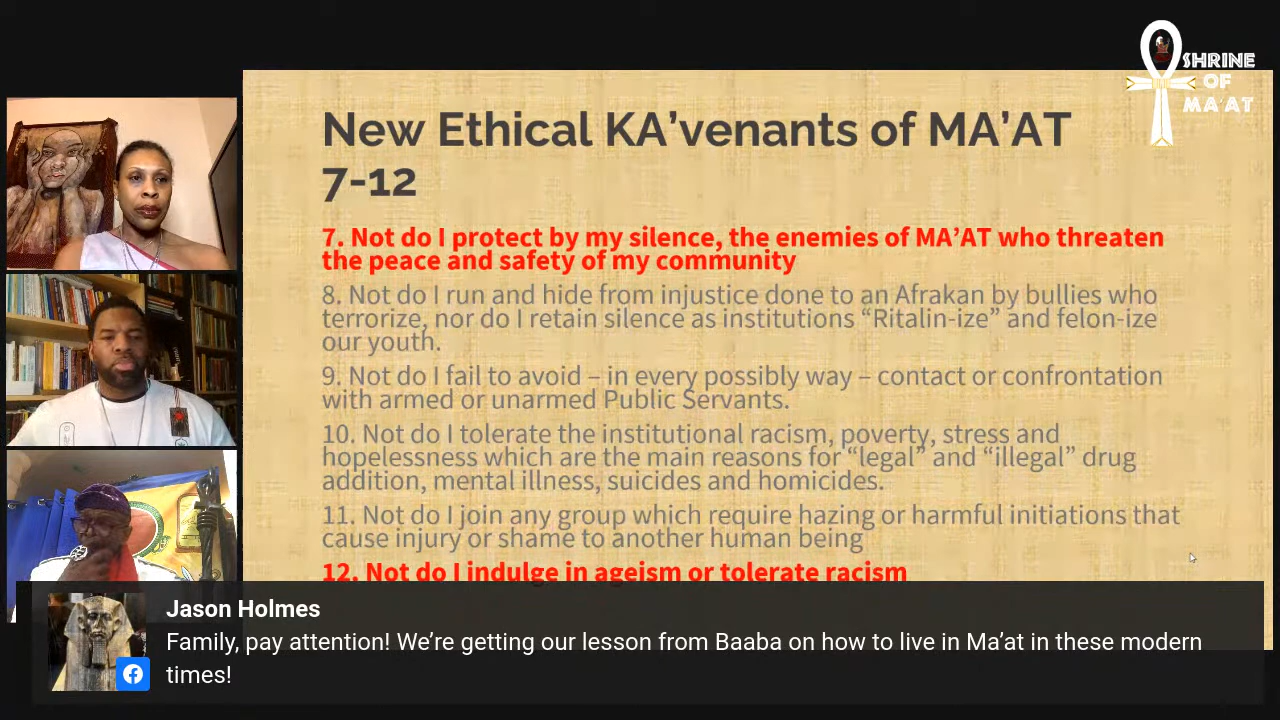 SHRINE
OF
MA'AT
New Ethical KA’venants of MA’AT
7-12
7. Not do I protect by my silence, the enemies of MA’AT who threaten
the peace and safety of my community
8. Not do I run and hide from injustice done to an Afrakan by bullies who
terrorize, nor do I retain silence as institutions “Ritalin-ize” and felon-ize
our youth.
9. Not do I fail to avoid – in every possibly way – contact or confrontation
with armed or unarmed Public Servants.
10. Not do I tolerate the institutional racism, poverty, stress and
hopelessness which are the main reasons for “legal” and “illegal” drug
addition, mental illness, suicides and homicides.
11. Not do I join any group which require hazing or harmful initiations that
cause injury or shame to another human being
12. Not do I indulge in ageism or tolerate racism
Jason Holmes
Family, pay attention! We’re getting our lesson from Baaba on how to live in Ma’at in these modern
times!